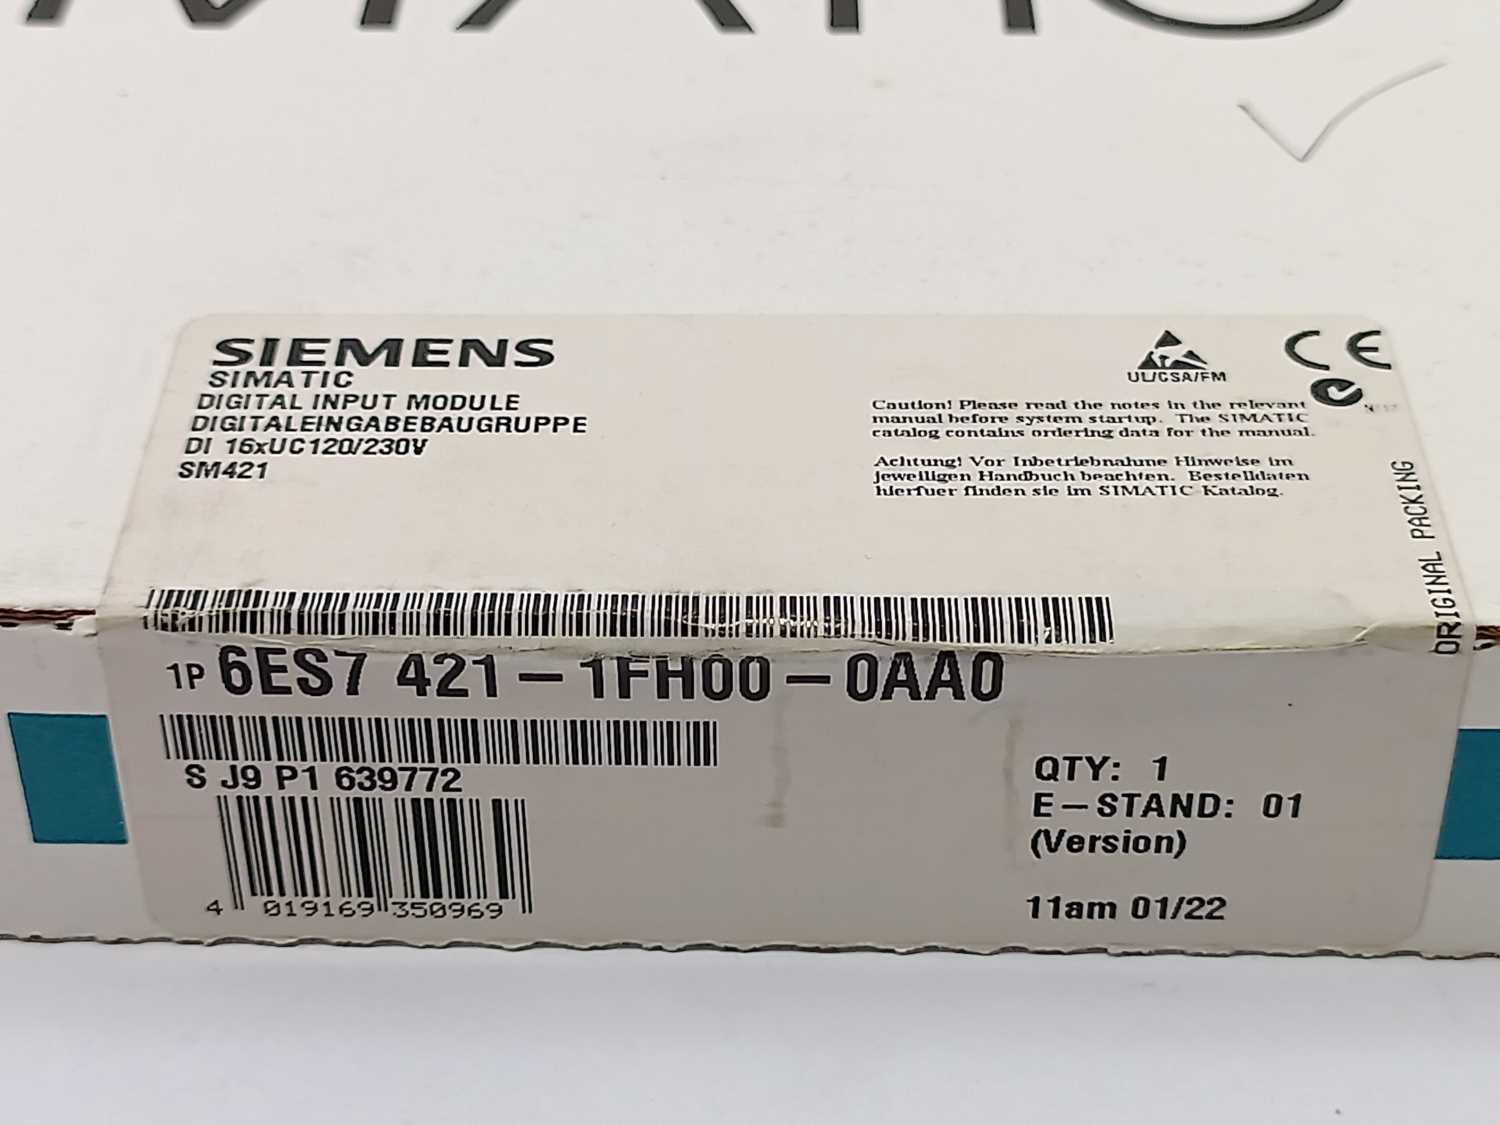 SIEMENS
SIMATIC
DIGITAL INPUT MODULE
DIGITALEINGABEBAUGRUPPE
DI 16xUC120/230V
SM421
UL/CSA/FM
CE
Caution! Please read the notes in the relevant
manual before system startup. The SIMATIC
catalog contains ordering data for the manual.
Achtung! Vor Inbetriebnahme Hinweise im
jeweiligen Handbuch beachten. Bestelldaten
hierfuer finden sie im SIMATIC Katalog.
ORIGINAL PACKING
1P 6ES7 421-1FH00-0AA0
S J9 P1 639772
4 019169 350969
QTY: 1
E-STAND: 01
(Version)
11am 01/22